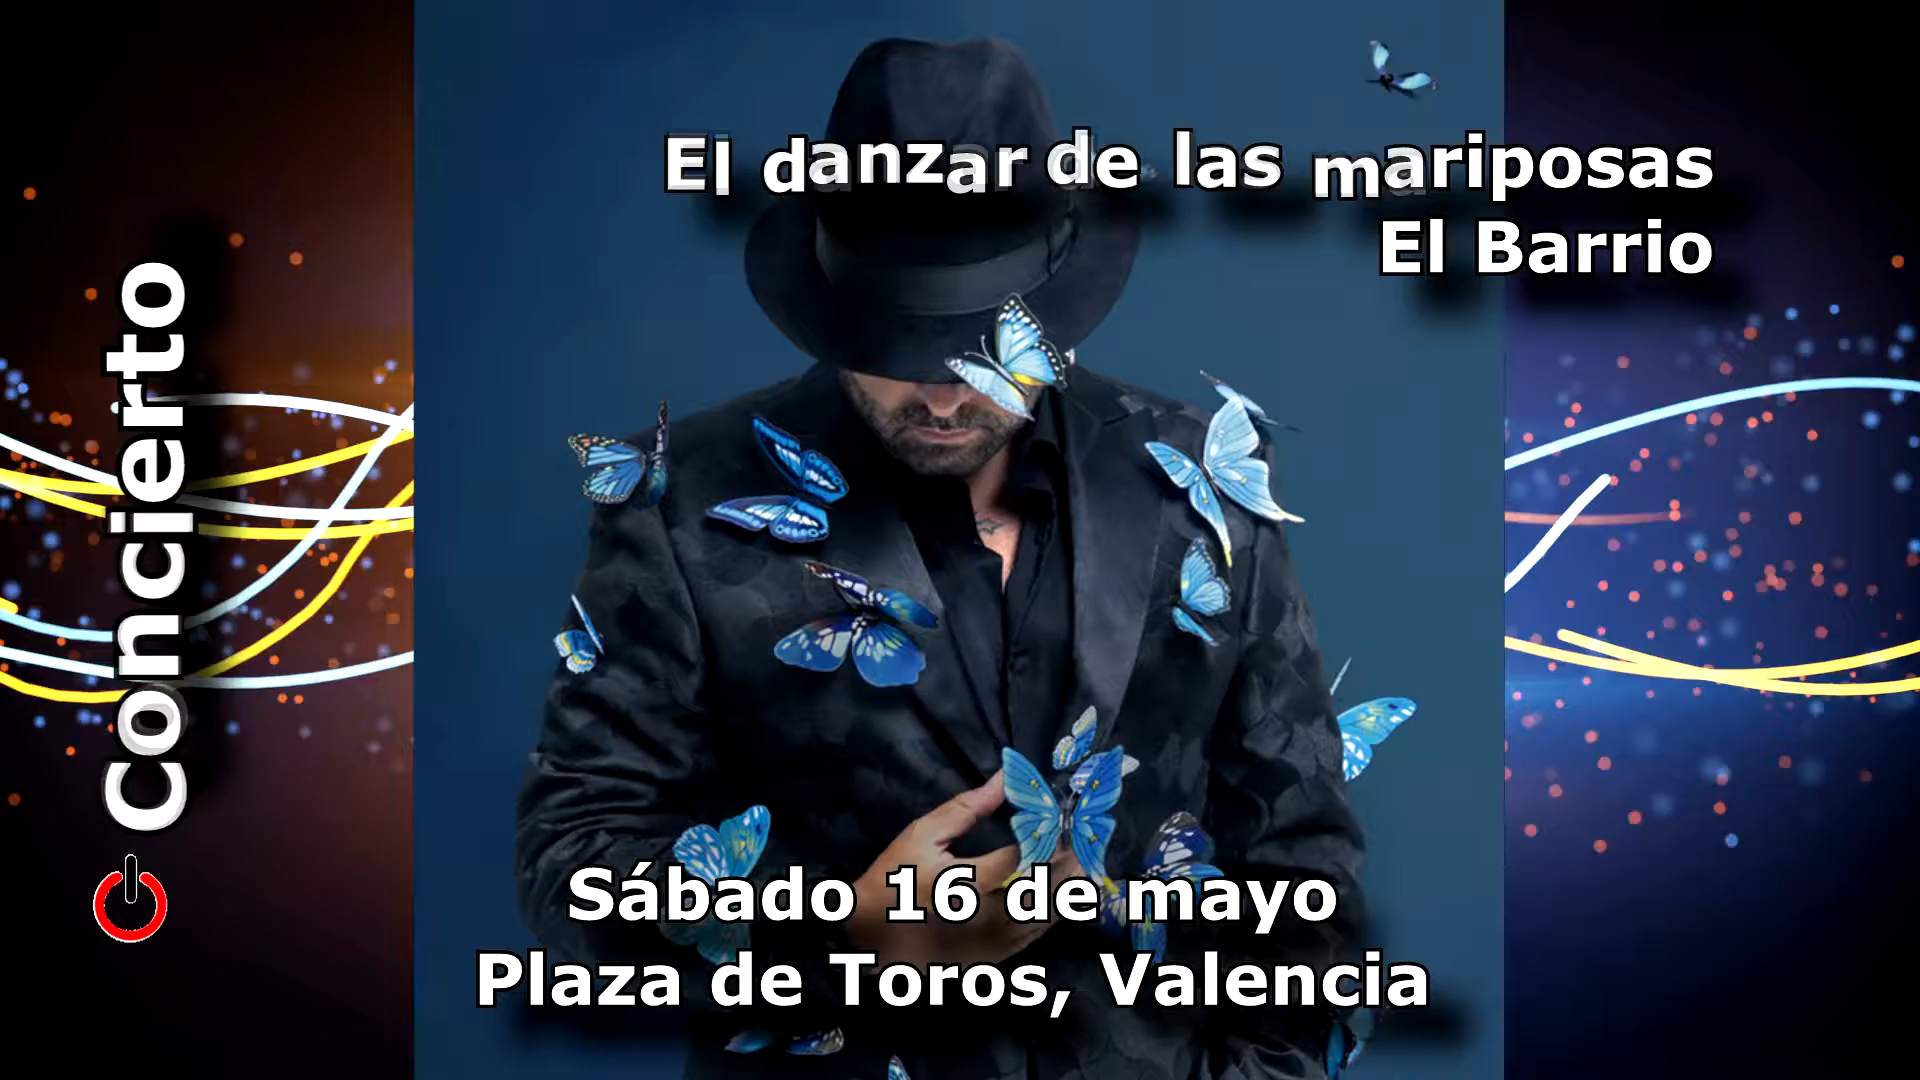 El danzar de las mariposas
El Barrio
Concierto
Sábado 16 de mayo
Plaza de Toros, Valencia